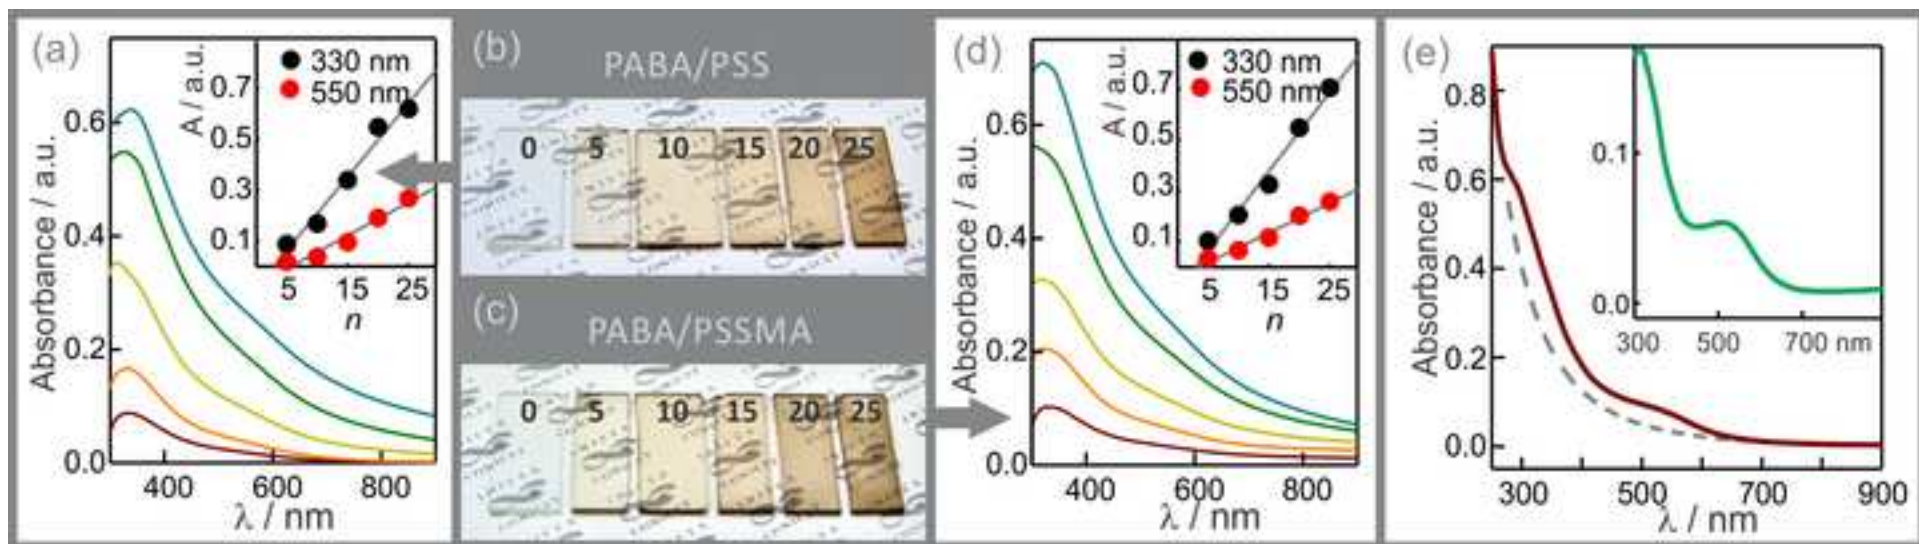 (a)
A / a.u.
330 nm
550 nm
0.7
0.5
0.3
0.1
5 15 25
n
Absorbance / a.u.
0.6
0.4
0.2
0.0
400 600 800
λ / nm
(b)
PABA/PSS
0 5 10 15 20 25
(c)
PABA/PSSMA
0 5 10 15 20 25
(d)
A / a.u.
330 nm
550 nm
0.7
0.5
0.3
0.1
5 15 25
n
Absorbance / a.u.
0.6
0.4
0.2
0.0
400 600 800
λ / nm
(e)
Absorbance / a.u.
0.8
0.6
0.4
0.2
0.0
300 500 700 900
λ / nm
0.1
0.0
300 500 700 nm